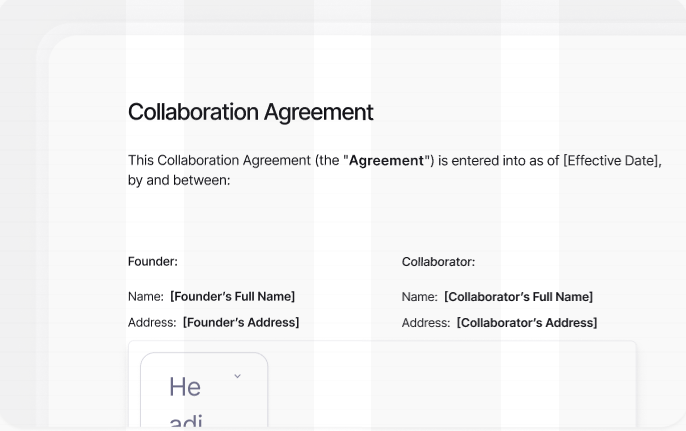 Collaboration Agreement
This Collaboration Agreement (the "Agreement") is entered into as of [Effective Date],
by and between:
Founder:
Collaborator:
Name: [Founder’s Full Name]
Name: [Collaborator’s Full Name]
Address: [Founder’s Address]
Address: [Collaborator’s Address]
He
adi